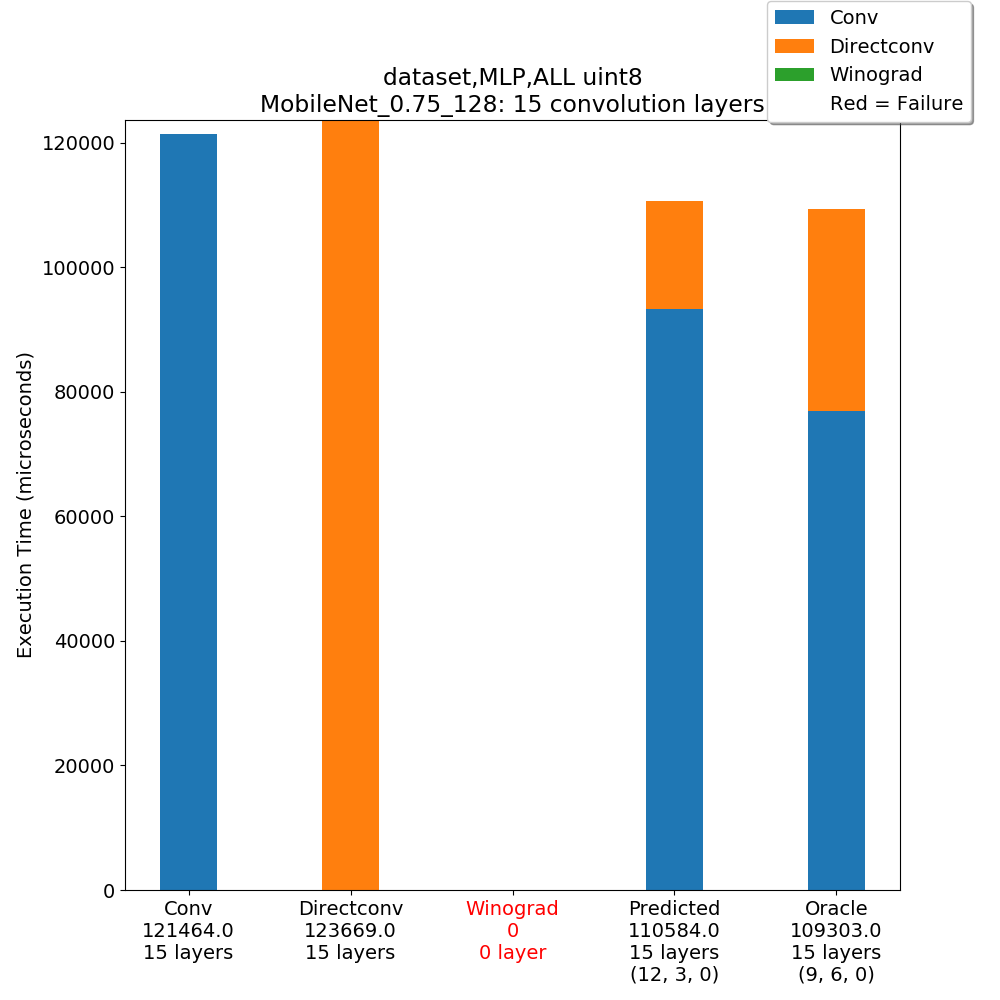 Conv
Directconv
Winograd
Red = Failure
dataset,MLP,ALL uint8
MobileNet_0.75_128: 15 convolution layers
Execution Time (microseconds)
120000
100000
80000
60000
40000
20000
0
Conv
121464.0
15 layers
Directconv
123669.0
15 layers
Winograd
0
0 layer
Predicted
110584.0
15 layers
(12, 3, 0)
Oracle
109303.0
15 layers
(9, 6, 0)